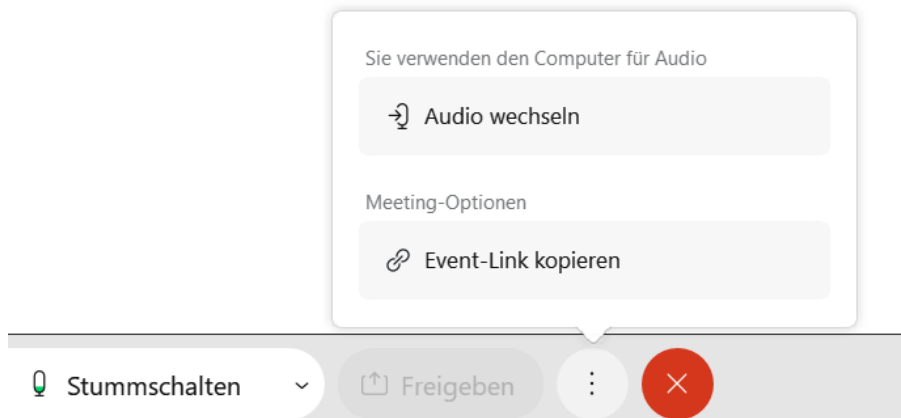 Sie verwenden den Computer für Audio
Audio wechseln
Meeting-Optionen
Event-Link kopieren
Stummschalten
Freigeben